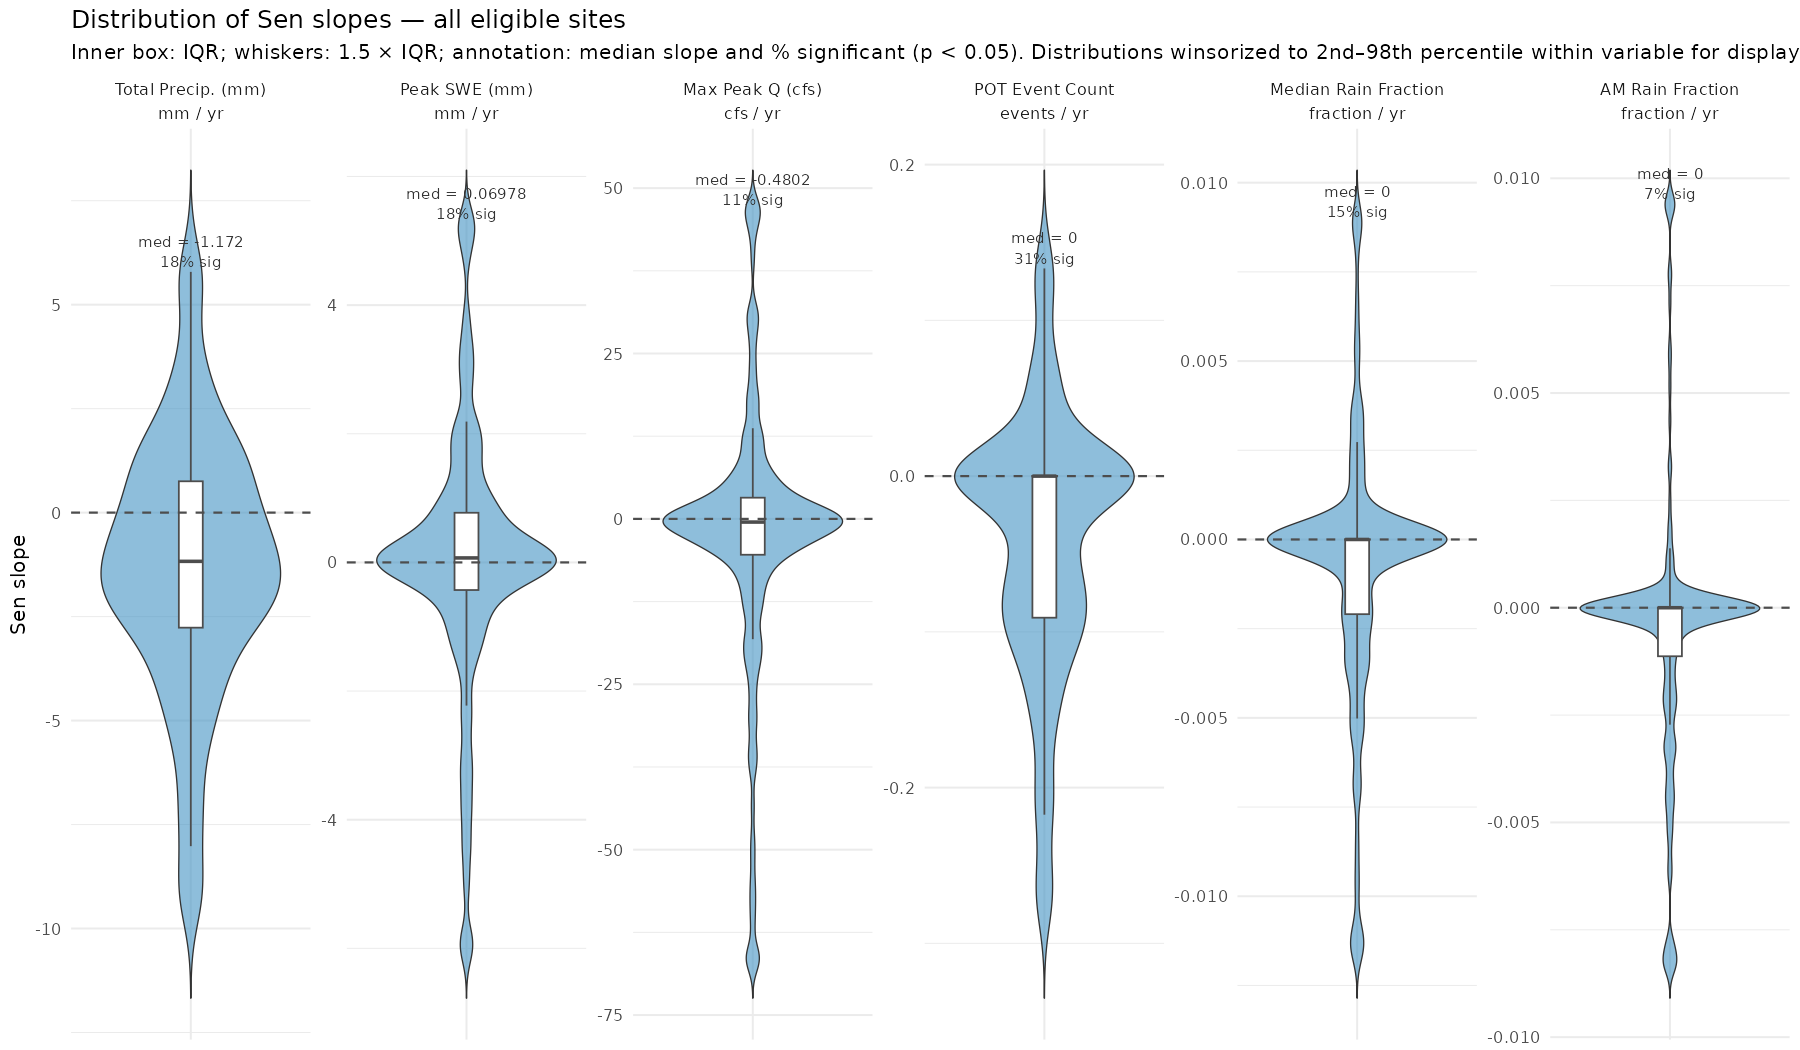 Distribution of Sen slopes — all eligible sites
Inner box: IQR; whiskers: 1.5 × IQR; annotation: median slope and % significant (p < 0.05). Distributions winsorized to 2nd–98th percentile within variable for display
Total Precip. (mm)
mm / yr
Peak SWE (mm)
mm / yr
Max Peak Q (cfs)
cfs / yr
POT Event Count
events / yr
Median Rain Fraction
fraction / yr
AM Rain Fraction
fraction / yr
Sen slope
5
0
-5
-10
med = -1.172
18% sig
4
0
-4
med = 0.06978
18% sig
50
25
0
-25
-50
-75
med = -0.4802
11% sig
0.2
0.0
-0.2
med = 0
31% sig
0.010
0.005
0.000
-0.005
-0.010
med = 0
15% sig
0.010
0.005
0.000
-0.005
-0.010
med = 0
7% sig